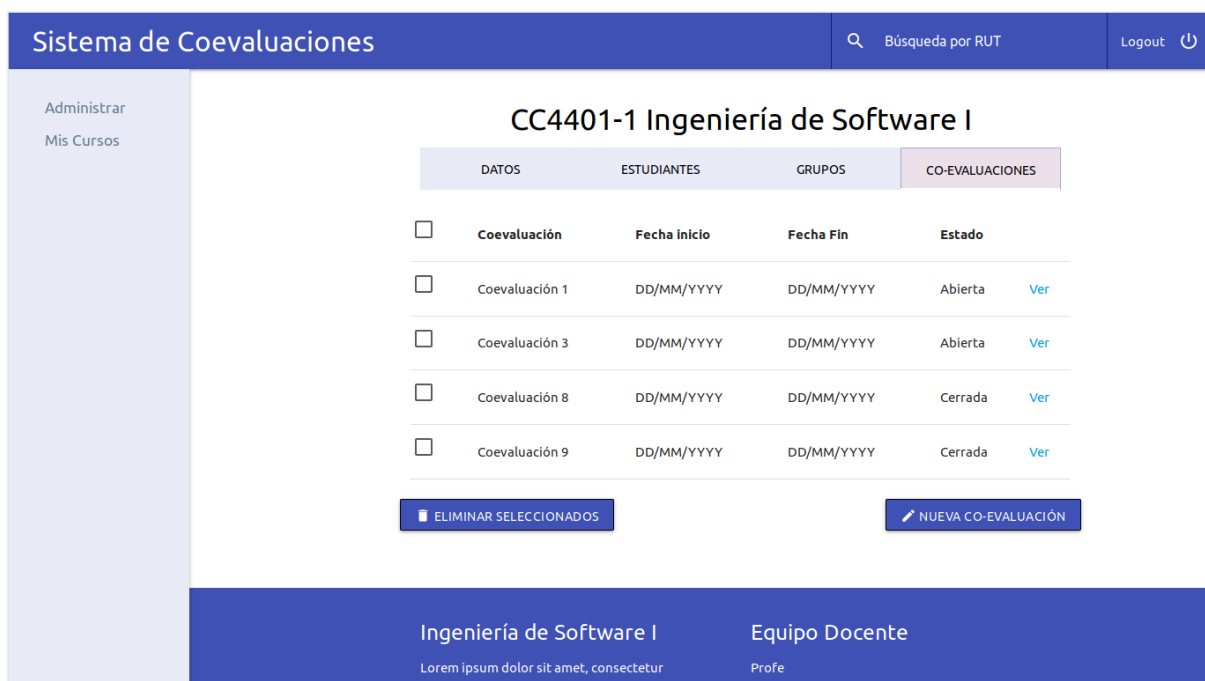 Sistema de Coevaluaciones
Búsqueda por RUT
Logout
Administrar
Mis Cursos
CC4401-1 Ingeniería de Software I
DATOS ESTUDIANTES GRUPOS CO-EVALUACIONES
Coevaluación Fecha inicio Fecha Fin Estado
Coevaluación 1 DD/MM/YYYY DD/MM/YYYY Abierta Ver
Coevaluación 3 DD/MM/YYYY DD/MM/YYYY Abierta Ver
Coevaluación 8 DD/MM/YYYY DD/MM/YYYY Cerrada Ver
Coevaluación 9 DD/MM/YYYY DD/MM/YYYY Cerrada Ver
ELIMINAR SELECCIONADOS
NUEVA CO-EVALUACIÓN
Ingeniería de Software I
Lorem ipsum dolor sit amet, consectetur
Equipo Docente
Profe